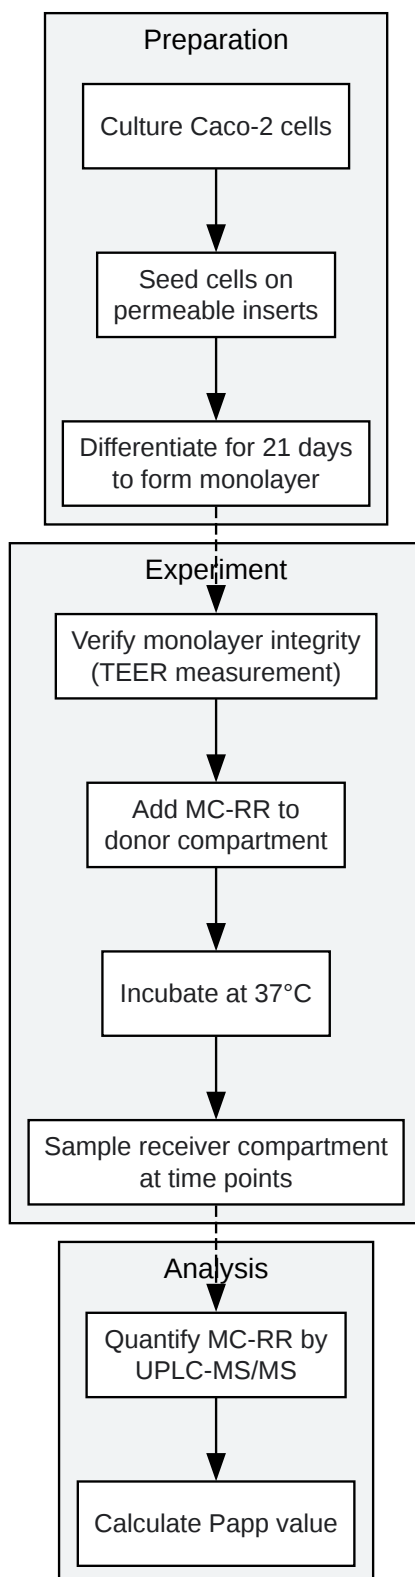 Preparation
Culture Caco-2 cells
Seed cells on
permeable inserts
Differentiate for 21 days
to form monolayer
Experiment
Verify monolayer integrity
(TEER measurement)
Add MC-RR to
donor compartment
Incubate at 37°C
Sample receiver compartment
at time points
Analysis
Quantify MC-RR by
UPLC-MS/MS
Calculate Papp value